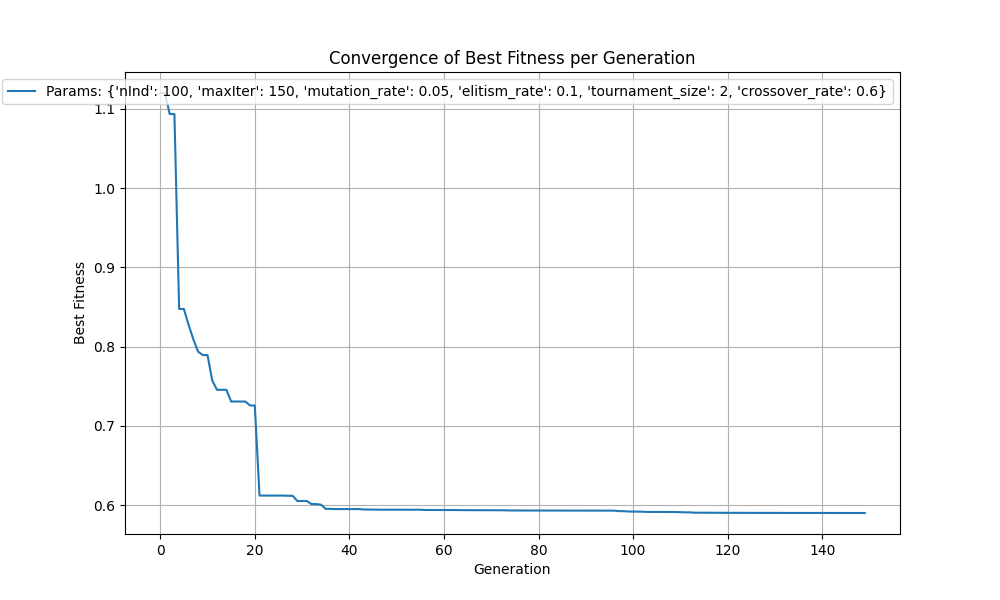 Convergence of Best Fitness per Generation
Params: {'nInd': 100, 'maxIter': 150, 'mutation_rate': 0.05, 'elitism_rate': 0.1, 'tournament_size': 2, 'crossover_rate': 0.6}
1.1
1.0
0.9
0.8
0.7
0.6
Best Fitness
0 20 40 60 80 100 120 140
Generation